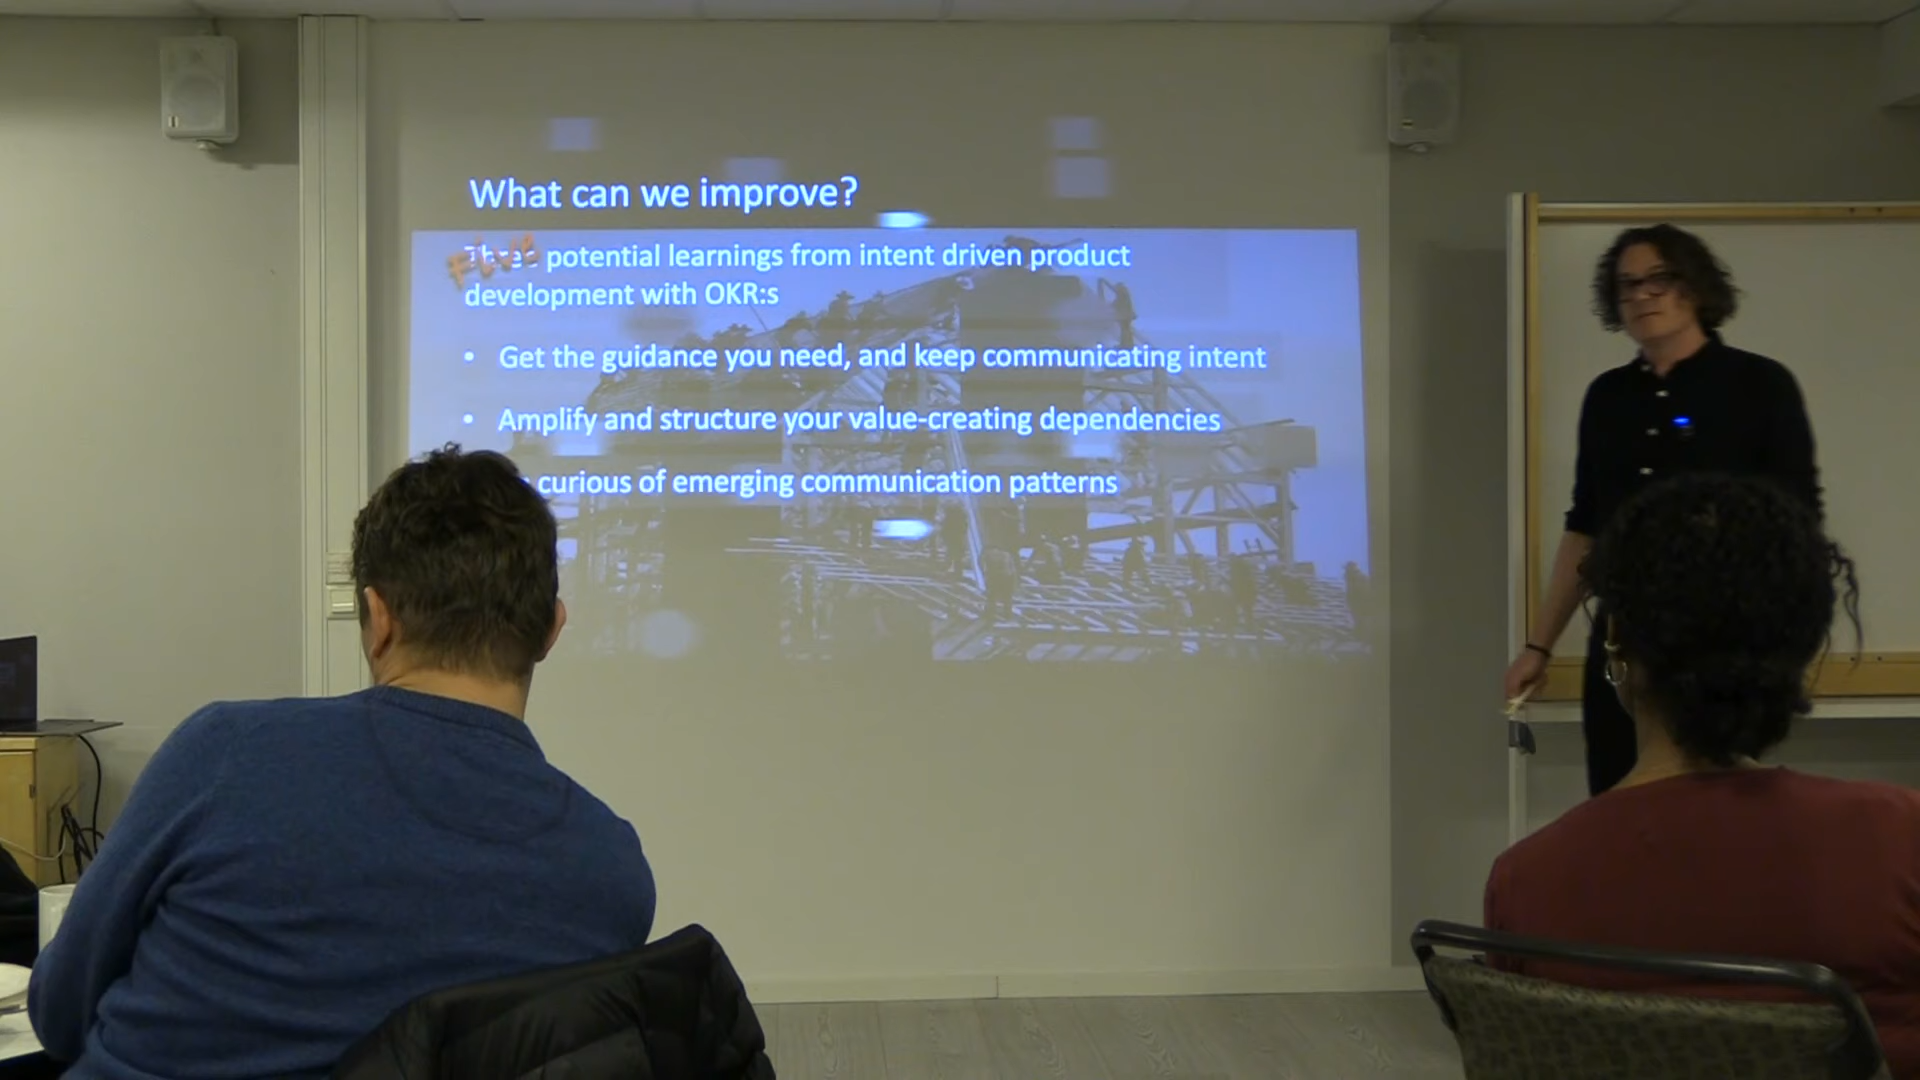 What can we improve?
Five
Three potential learnings from intent driven product
development with OKR:s
• Get the guidance you need, and keep communicating intent
• Amplify and structure your value-creating dependencies
curious of emerging communication patterns